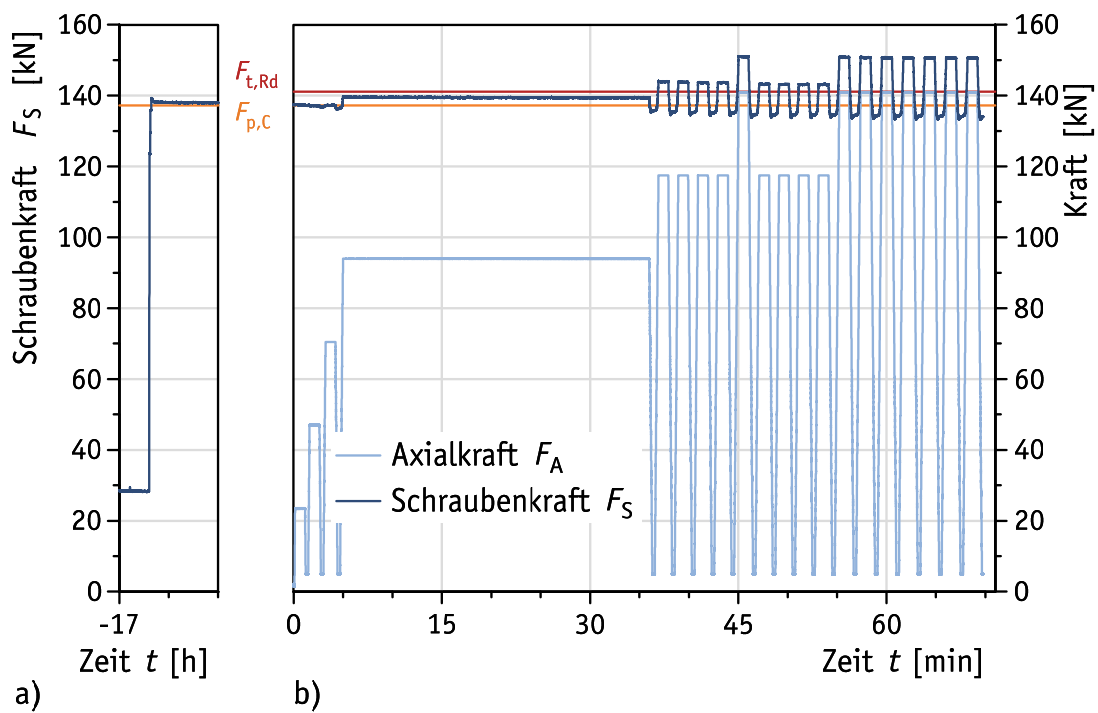 Schraubenkraft F_S [kN]
160
140
120
100
80
60
40
20
0
-17
Zeit t [h]
a)
F_t,Rd
F_p,C
Axialkraft F_A
Schraubenkraft F_S
0 15 30 45 60
Zeit t [min]
b)
160
140
120
100
80
60
40
20
0
Kraft [kN]